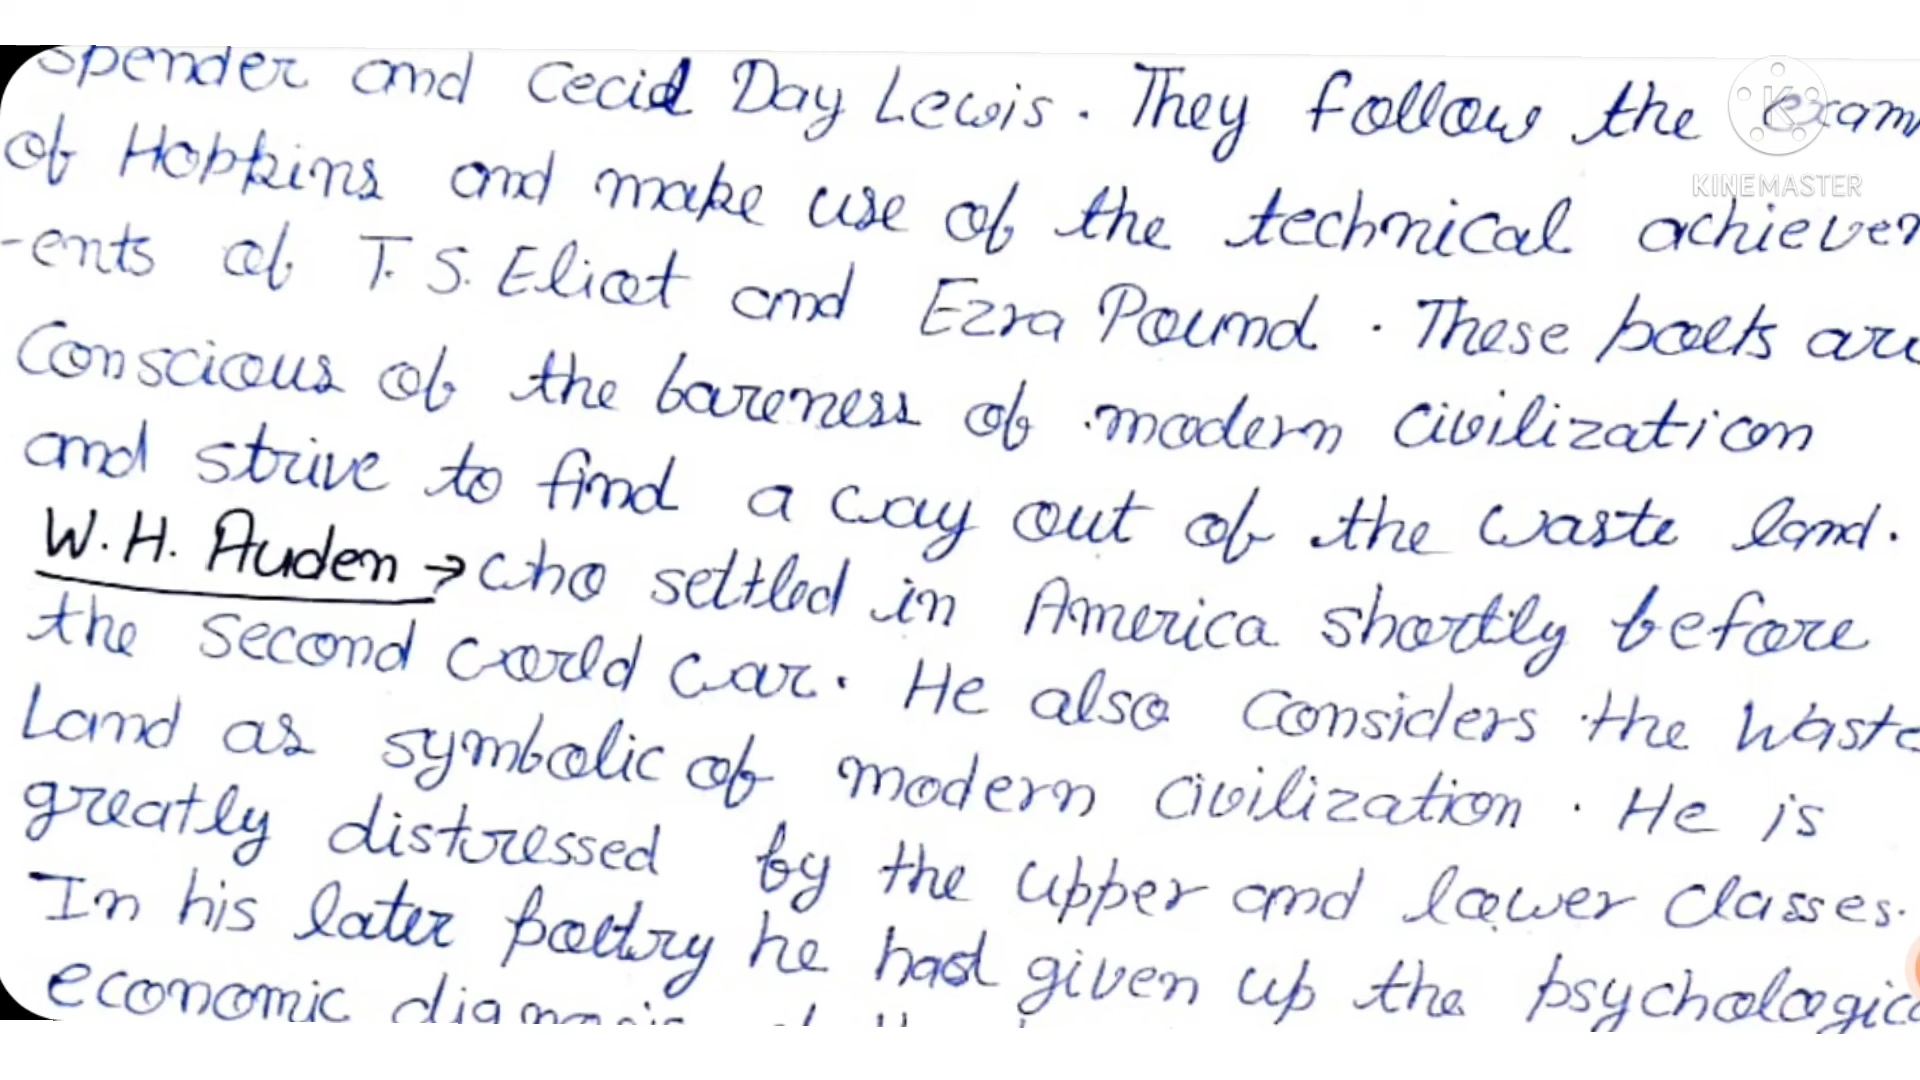 Spender and Cecid Day Lewis. They follow the exam
of Hopkins and make use of the technical achievem
-ents of T. S. Eliot and Ezra Pound. These poets are
Conscious of the bareness of modern civilization
and strive to find a way out of the waste land.
W. H. Auden → who settled in America shortly before
the second world war. He also considers the Waste
Land as symbolic of modern civilization. He is
greatly distressed by the upper and lower classes.
In his later poetry he had given up the psychologic
economic
KINEMASTER